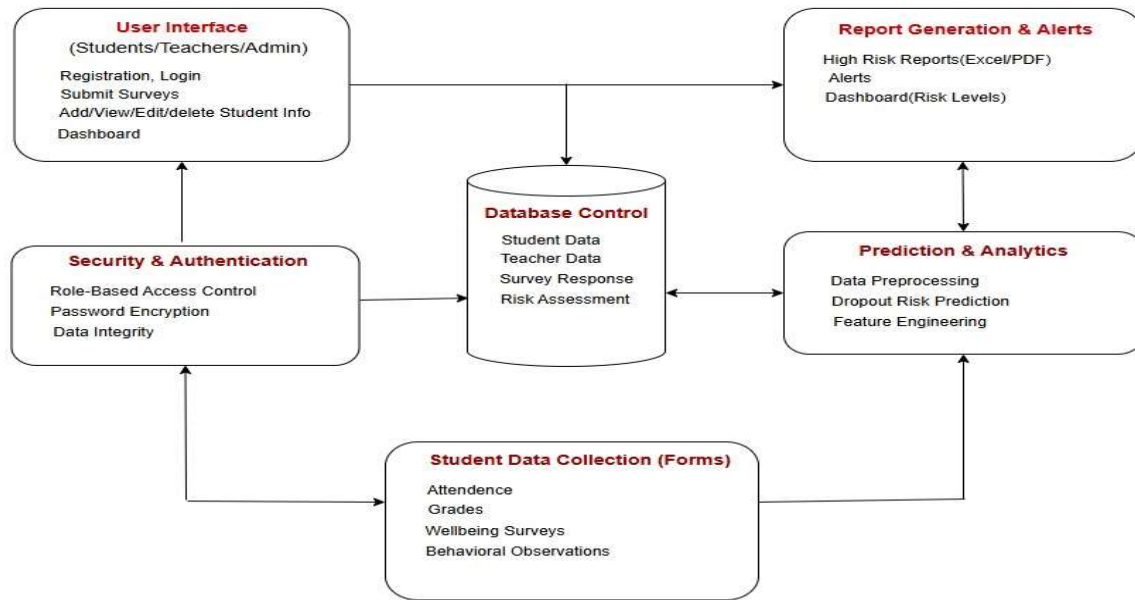 User Interface
(Students/Teachers/Admin)
Registration, Login
Submit Surveys
Add/View/Edit/delete Student Info
Dashboard
Report Generation & Alerts
High Risk Reports(Excel/PDF)
Alerts
Dashboard(Risk Levels)
Database Control
Student Data
Teacher Data
Survey Response
Risk Assessment
Security & Authentication
Role-Based Access Control
Password Encryption
Data Integrity
Prediction & Analytics
Data Preprocessing
Dropout Risk Prediction
Feature Engineering
Student Data Collection (Forms)
Attendence
Grades
Wellbeing Surveys
Behavioral Observations